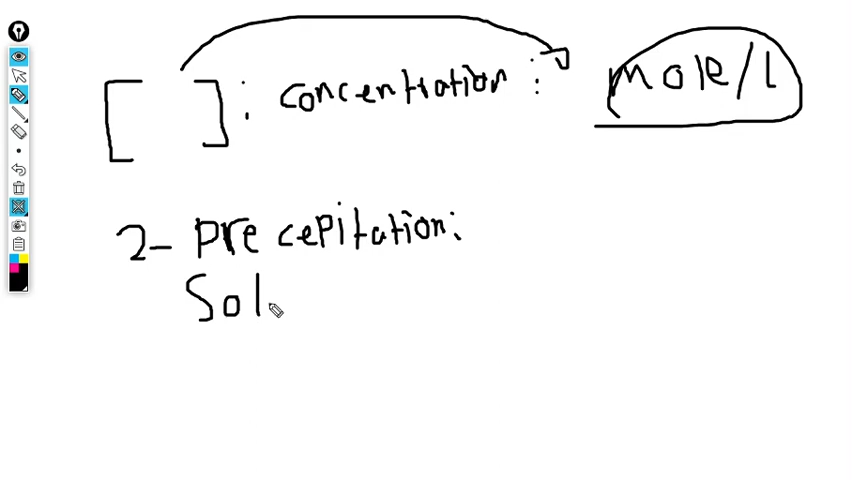 [ ] : concentration : mole/L
2- precepitation:
Sol